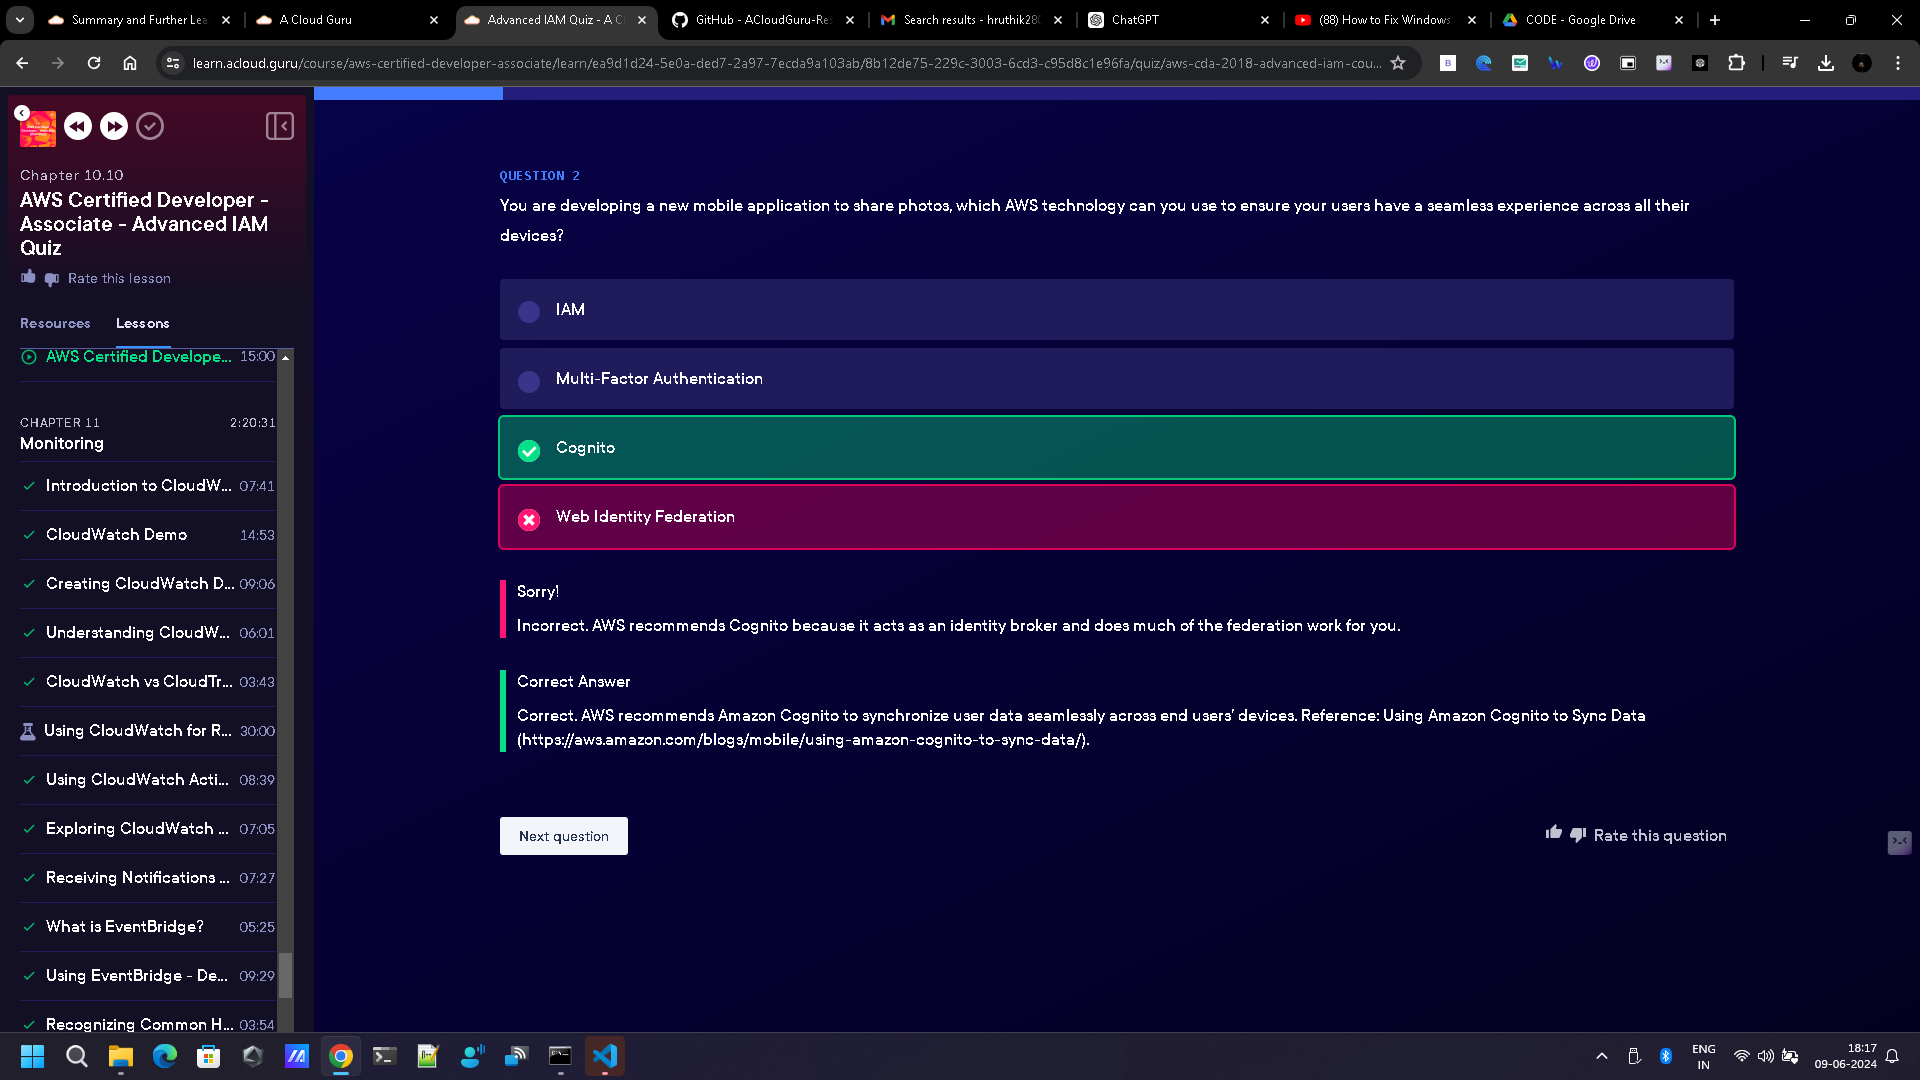 Summary and Further Lea
A Cloud Guru
Advanced IAM Quiz - A Cl
GitHub - ACloudGuru-Res
Search results - hruthik280
ChatGPT
(88) How to Fix Windows
CODE - Google Drive
learn.acloud.guru/course/aws-certified-developer-associate/learn/ea9d1d24-5e0a-ded7-2a97-7ecda9a103ab/8b12de75-229c-3003-6cd3-c95d8c1e96fa/quiz/aws-cda-2018-advanced-iam-cou...
Chapter 10.10
AWS Certified Developer -
Associate - Advanced IAM
Quiz
Rate this lesson
Resources Lessons
AWS Certified Develope... 15:00
CHAPTER 11 2:20:31
Monitoring
Introduction to CloudW... 07:41
CloudWatch Demo 14:53
Creating CloudWatch D... 09:06
Understanding CloudW... 06:01
CloudWatch vs CloudTr... 03:43
Using CloudWatch for R... 30:00
Using CloudWatch Acti... 08:39
Exploring CloudWatch ... 07:05
Receiving Notifications ... 07:27
What is EventBridge? 05:25
Using EventBridge - De... 09:29
Recognizing Common H... 03:54
QUESTION 2
You are developing a new mobile application to share photos, which AWS technology can you use to ensure your users have a seamless experience across all their
devices?
IAM
Multi-Factor Authentication
Cognito
Web Identity Federation
Sorry!
Incorrect. AWS recommends Cognito because it acts as an identity broker and does much of the federation work for you.
Correct Answer
Correct. AWS recommends Amazon Cognito to synchronize user data seamlessly across end users' devices. Reference: Using Amazon Cognito to Sync Data
(https://aws.amazon.com/blogs/mobile/using-amazon-cognito-to-sync-data/).
Next question
Rate this question
ENG
IN
18:17
09-06-2024